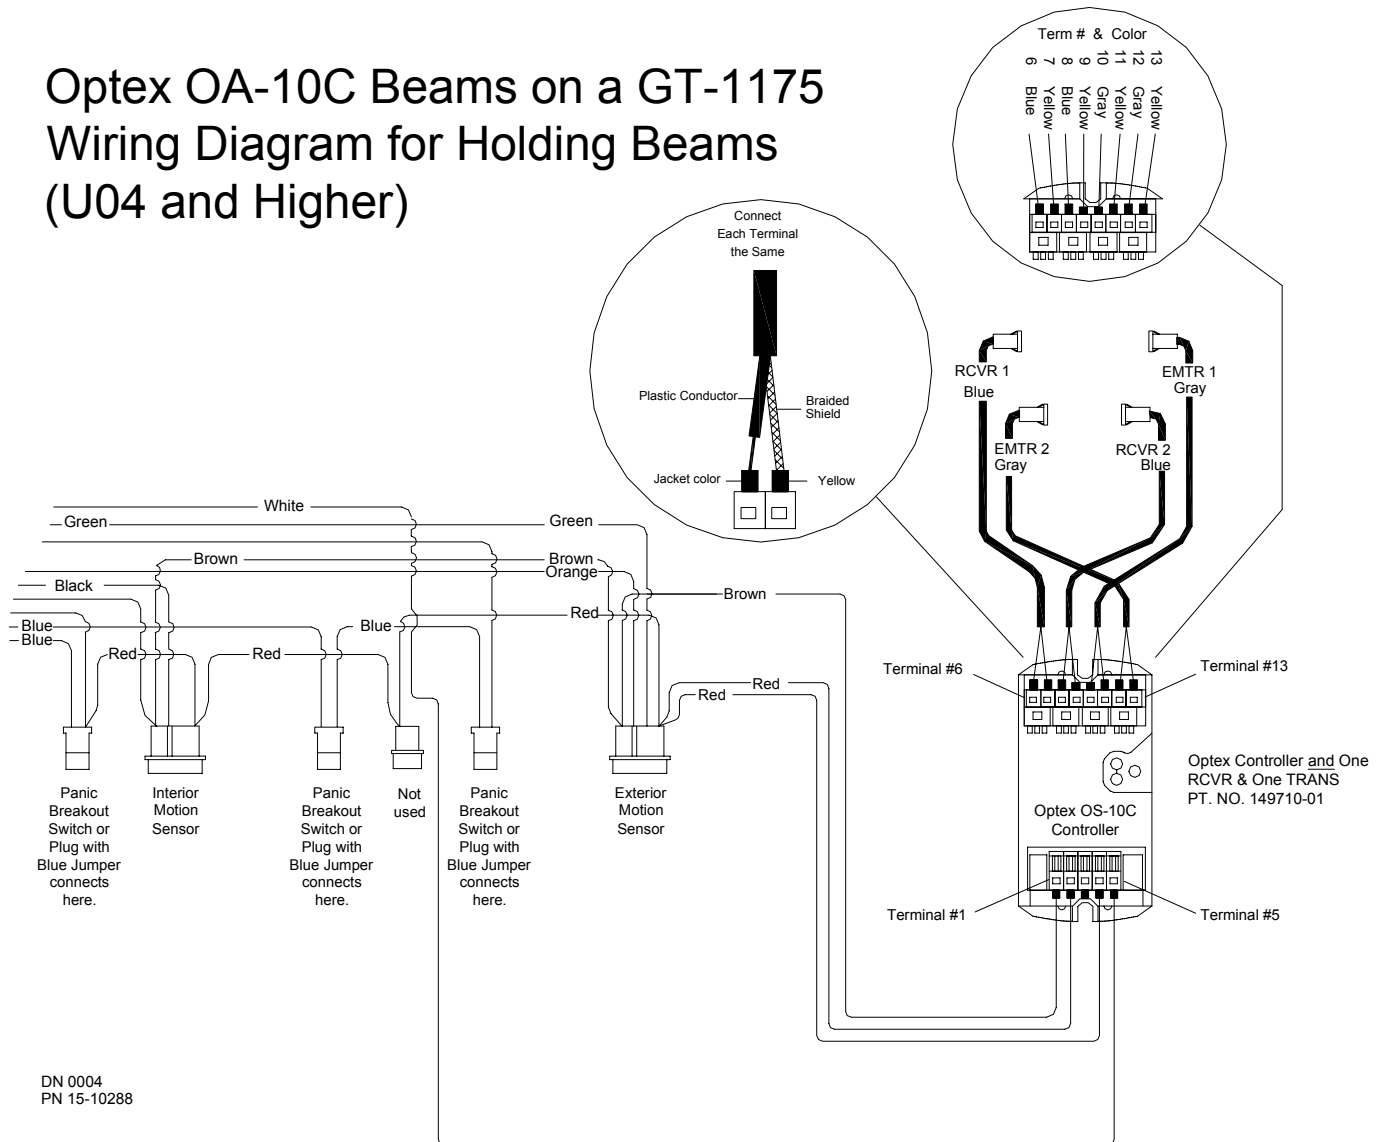 Optex OA-10C Beams on a GT-1175
Wiring Diagram for Holding Beams
(U04 and Higher)
Term # & Color
6 7 8 9 10 11 12 13
Blue Yellow Blue Yellow Gray Yellow Gray Yellow
Connect
Each Terminal
the Same
Plastic Conductor
Braided
Shield
Jacket color
Yellow
RCVR 1
Blue
EMTR 1
Gray
EMTR 2
Gray
RCVR 2
Blue
White
Green
Green
Brown
Brown
Orange
Black
Brown
Red
Blue
Blue
Blue
Red
Red
Red
Red
Terminal #6
Terminal #13
Panic
Breakout
Switch or
Plug with
Blue Jumper
connects
here.
Interior
Motion
Sensor
Panic
Breakout
Switch or
Plug with
Blue Jumper
connects
here.
Not
used
Panic
Breakout
Switch or
Plug with
Blue Jumper
connects
here.
Exterior
Motion
Sensor
Optex Controller and One
RCVR & One TRANS
PT. NO. 149710-01
Optex OS-10C
Controller
Terminal #1
Terminal #5
DN 0004
PN 15-10288